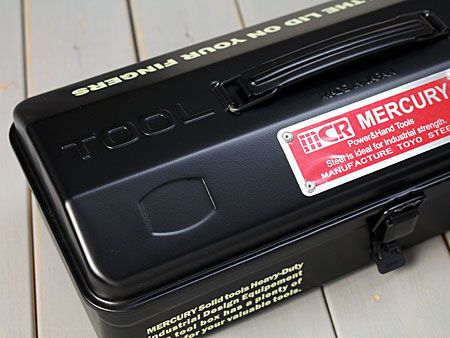 THE LID ON YOUR FINGERS
TOOL
MADE IN JAPAN
MCR MERCURY
Power&Hand Tools
Steel is ideal for industrial strength.
MANUFACTURE TOYO STEE
MERCURY Solid tools Heavy-Duty
Industrial Design Equipement
tool box has a plenty of
for your valuable tools.